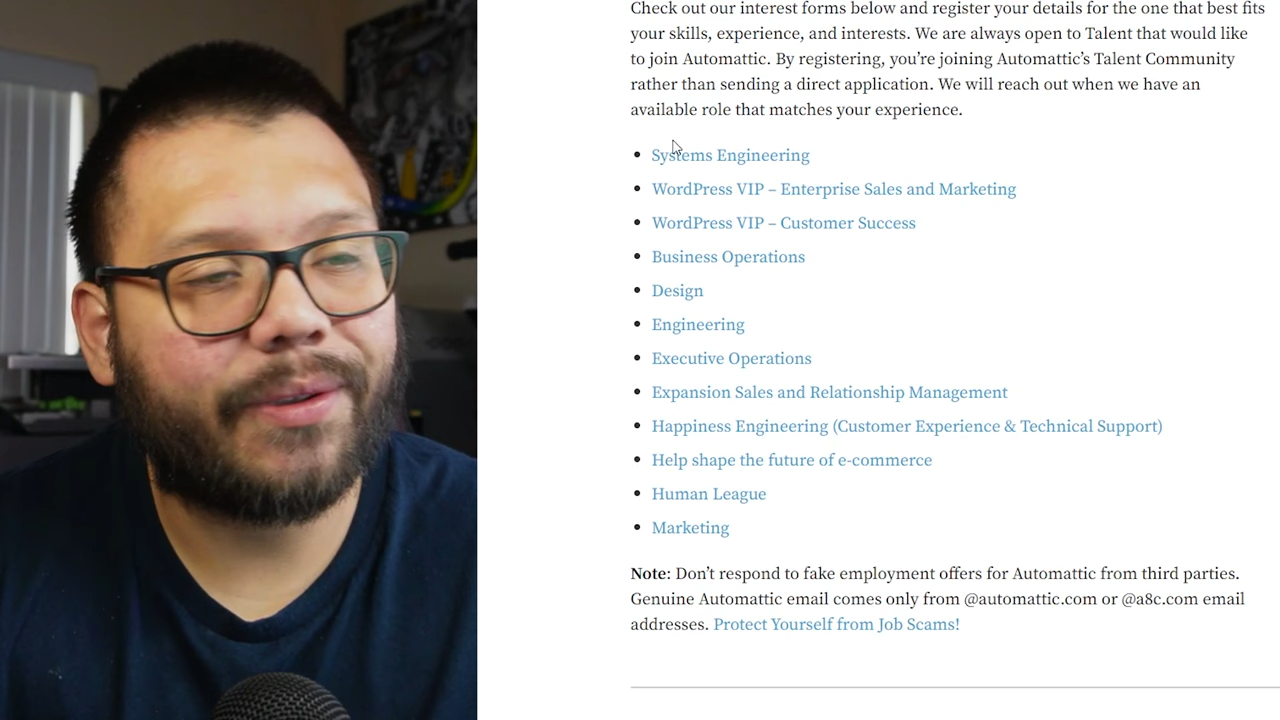 Check out our interest forms below and register your details for the one that best fits
your skills, experience, and interests. We are always open to Talent that would like
to join Automattic. By registering, you’re joining Automattic’s Talent Community
rather than sending a direct application. We will reach out when we have an
available role that matches your experience.
Systems Engineering
WordPress VIP – Enterprise Sales and Marketing
WordPress VIP – Customer Success
Business Operations
Design
Engineering
Executive Operations
Expansion Sales and Relationship Management
Happiness Engineering (Customer Experience & Technical Support)
Help shape the future of e-commerce
Human League
Marketing
Note: Don’t respond to fake employment offers for Automattic from third parties.
Genuine Automattic email comes only from @automattic.com or @a8c.com email
addresses. Protect Yourself from Job Scams!